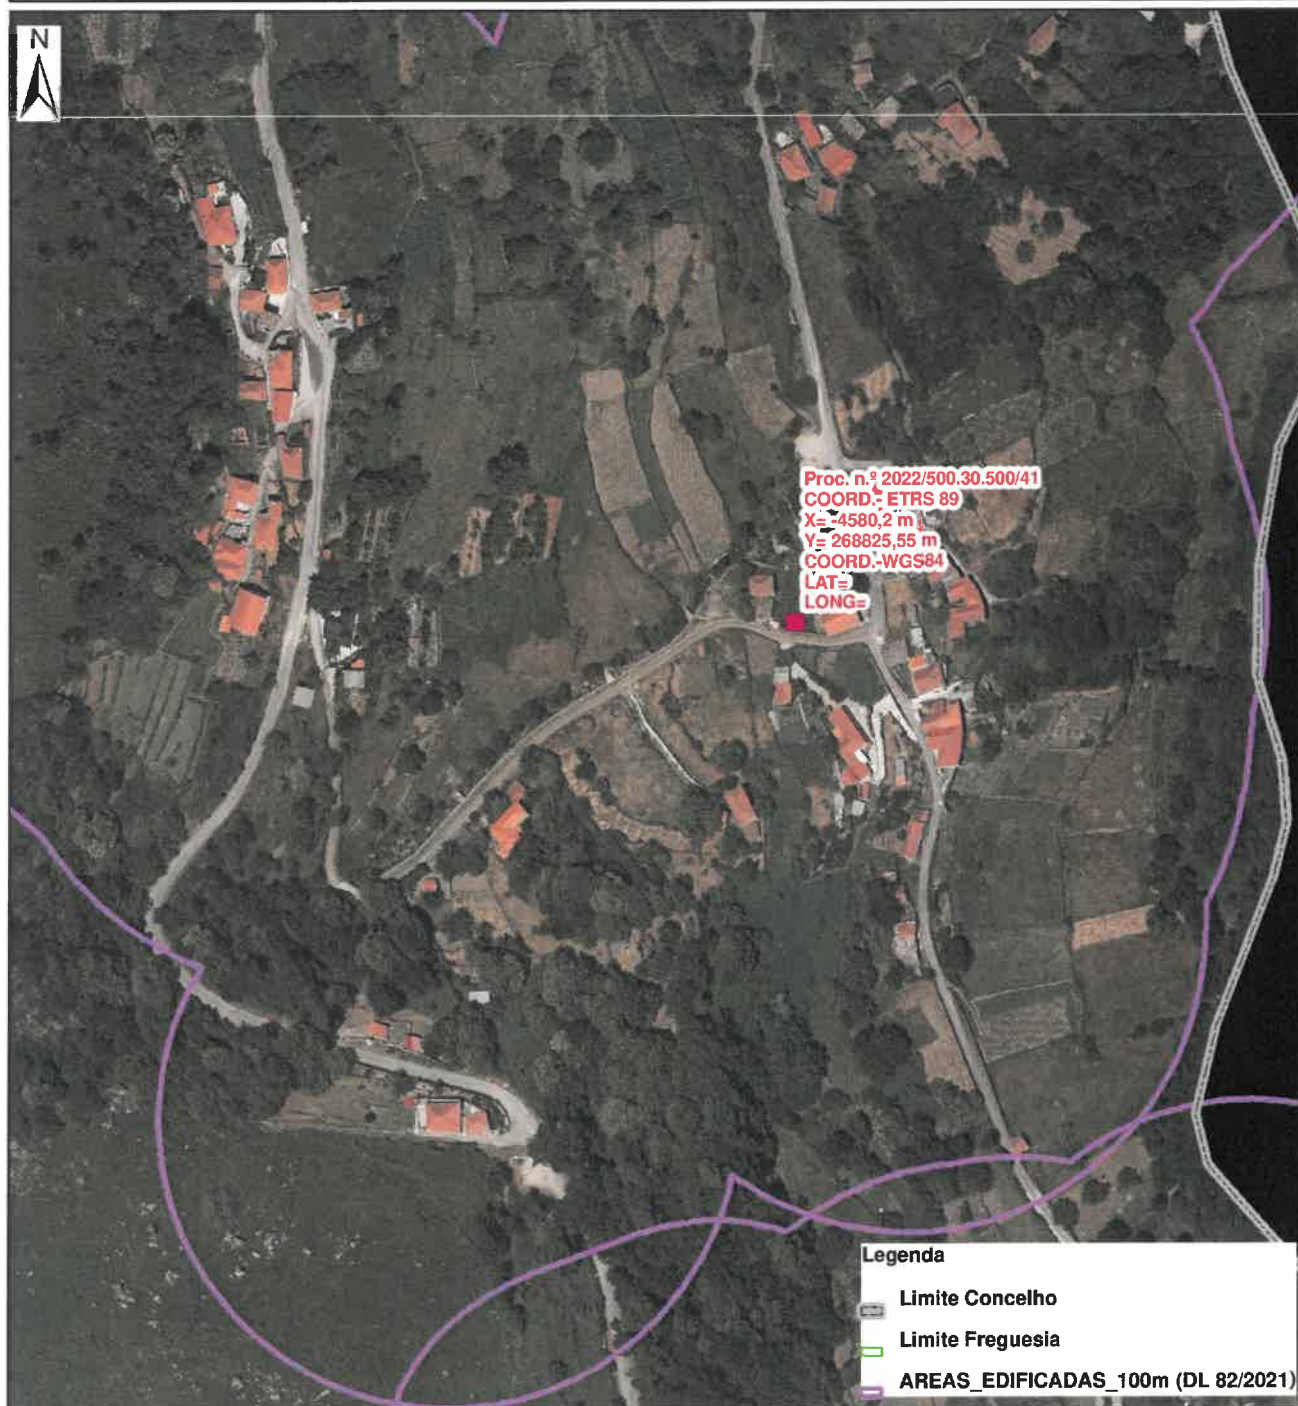 N
Proc. n.º 2022/500.30.500/41
COORD.- ETRS 89
X= -4580,2 m
Y= 268825,55 m
COORD.-WGS84
LAT=
LONG=
Legenda
Limite Concelho
Limite Freguesia
AREAS_EDIFICADAS_100m (DL 82/2021)